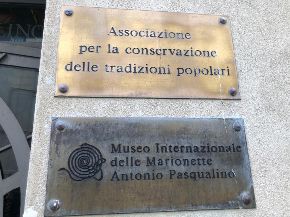 Associazione
per la conservazione
delle tradizioni popolari
Museo Internazionale
delle Marionette
Antonio Pasqualino